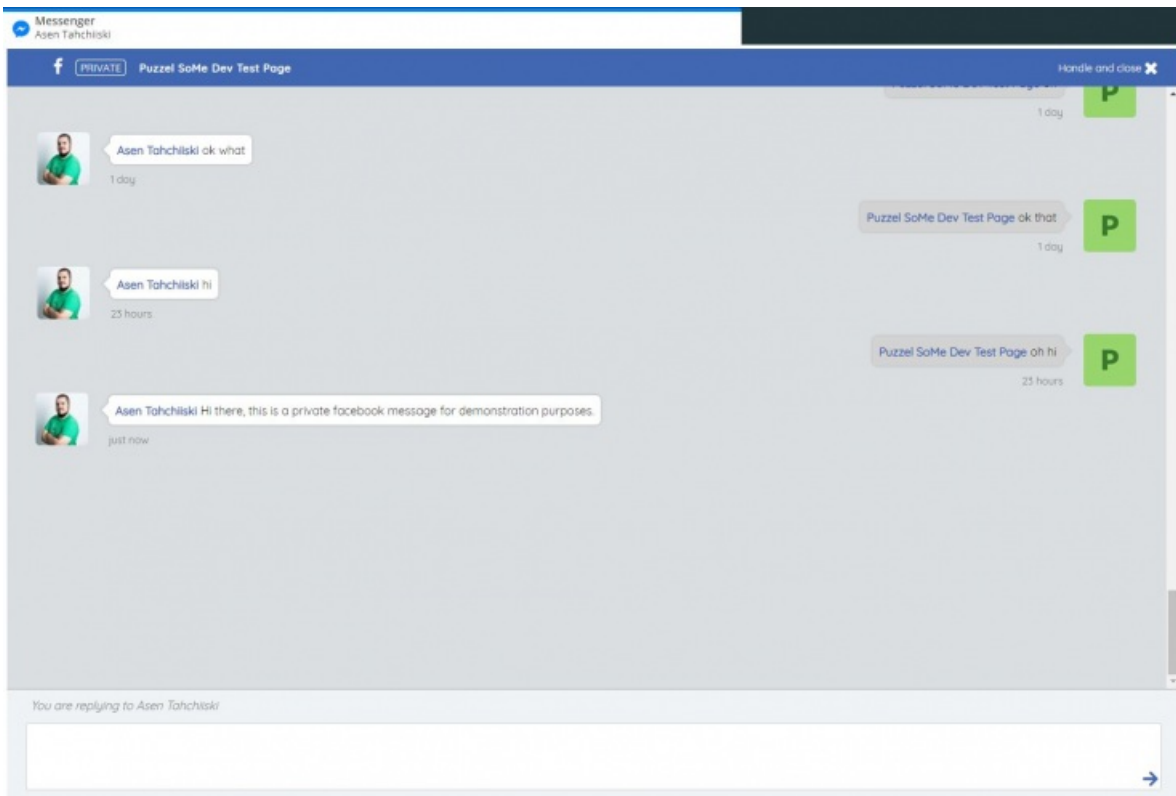 Messenger
Asen Tahchiiski
f PRIVATE Puzzel SoMe Dev Test Page Handle and close
P
1 day
Asen Tahchiiski ok what
1 day
Puzzel SoMe Dev Test Page ok that
P
1 day
Asen Tahchiiski hi
23 hours
Puzzel SoMe Dev Test Page oh hi
P
23 hours
Asen Tahchiiski Hi there, this is a private facebook message for demonstration purposes.
just now
You are replying to Asen Tahchiiski